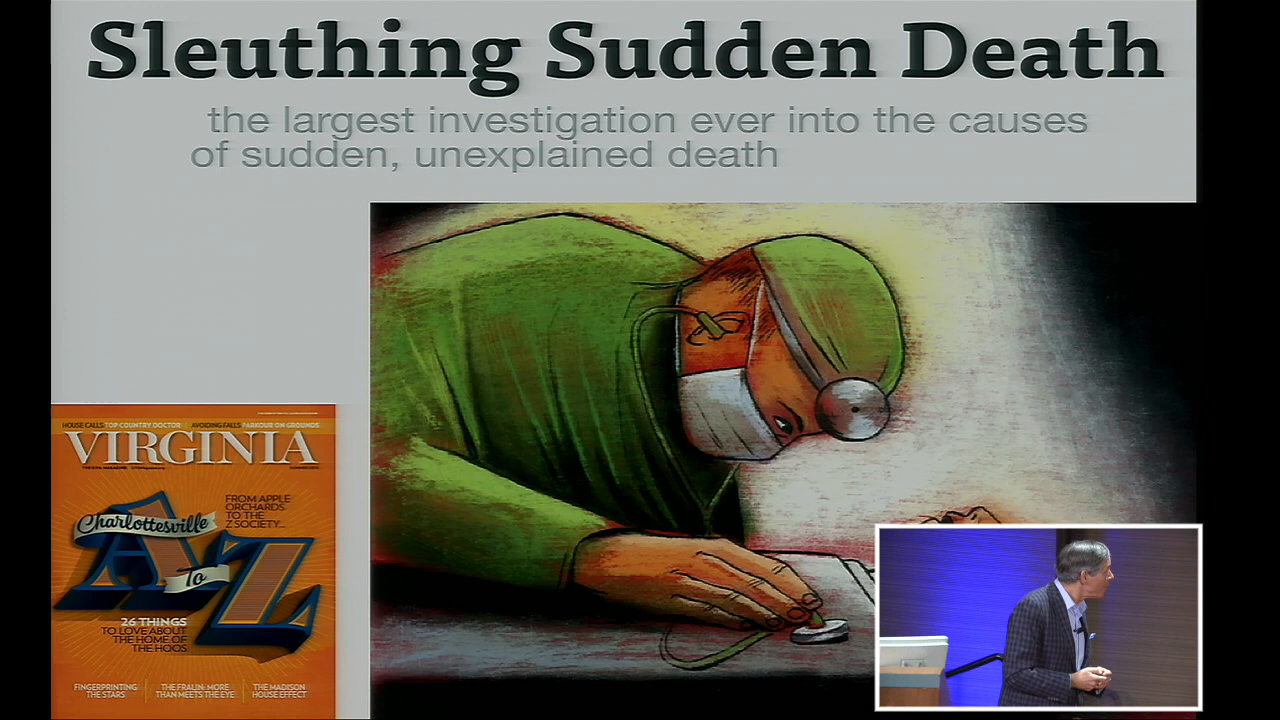 Sleuthing Sudden Death
the largest investigation ever into the causes
of sudden, unexplained death
HOUSE CALLS TOP COUNTRY DOCTOR | AVOIDING FALLS PARKOUR ON GROUNDS
VIRGINIA
Charlottesville
A
To
Z
FROM APPLE
ORCHARDS
TO THE
Z SOCIETY...
26 THINGS
TO LOVE ABOUT
THE HOME OF
THE HOOS
FINGERPRINTING
THE STARS
THE FRALIN: MORE
THAN MEETS THE EYE
THE MADISON
HOUSE EFFECT